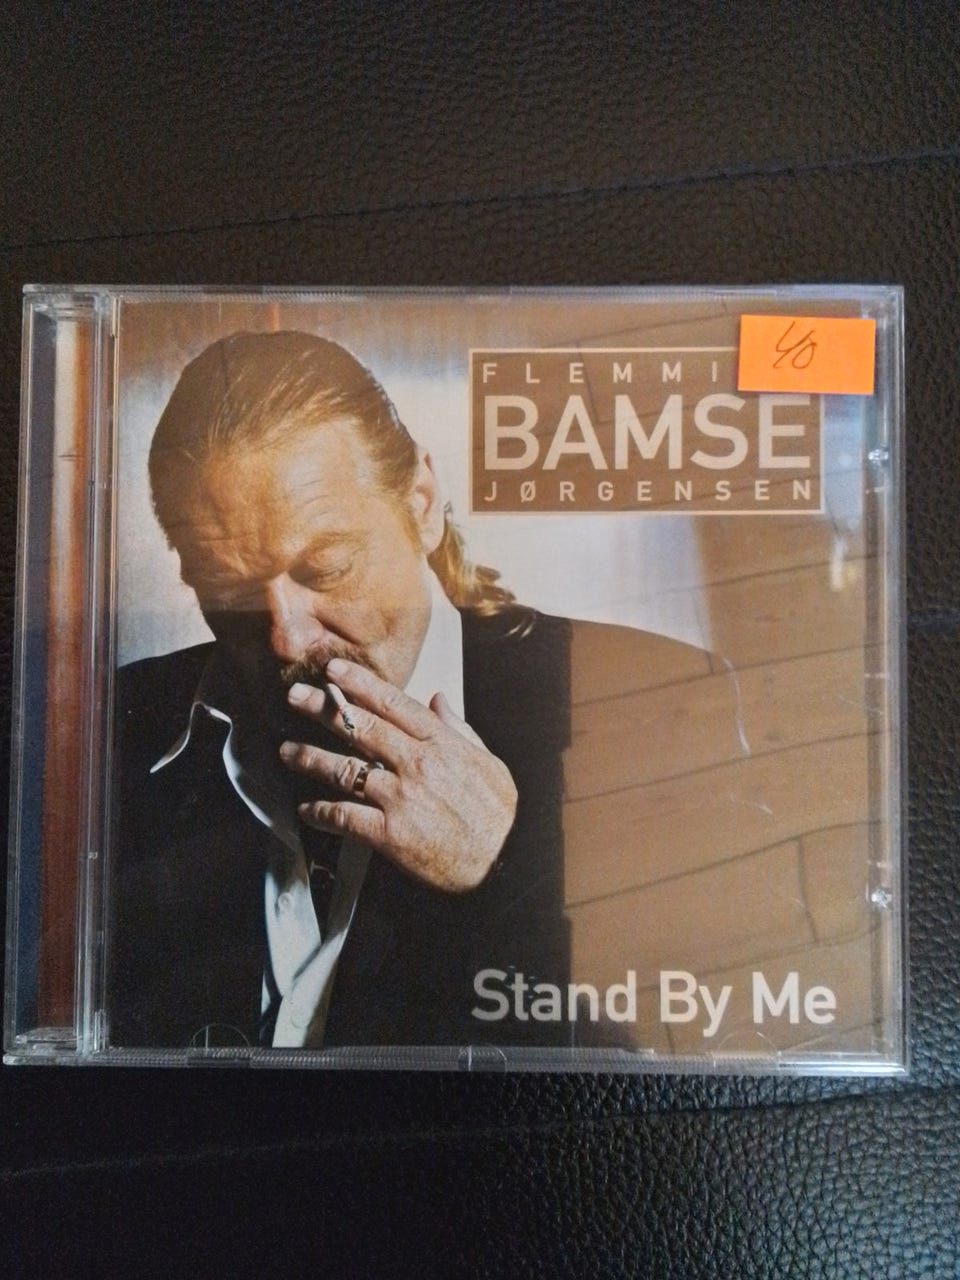 FLEMMI
40
BAMSE
JØRGENSEN
Stand By Me